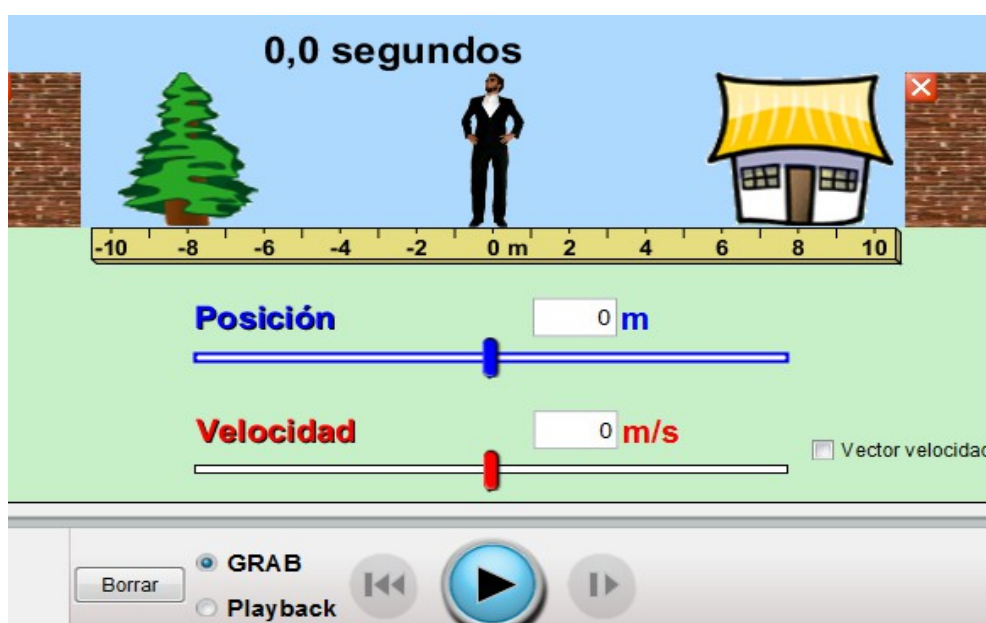 0,0 segundos
-10 -8 -6 -4 -2 0 m 2 4 6 8 10
Posición 0 m
Velocidad 0 m/s
Vector velocidad
Borrar
GRAB
Playback